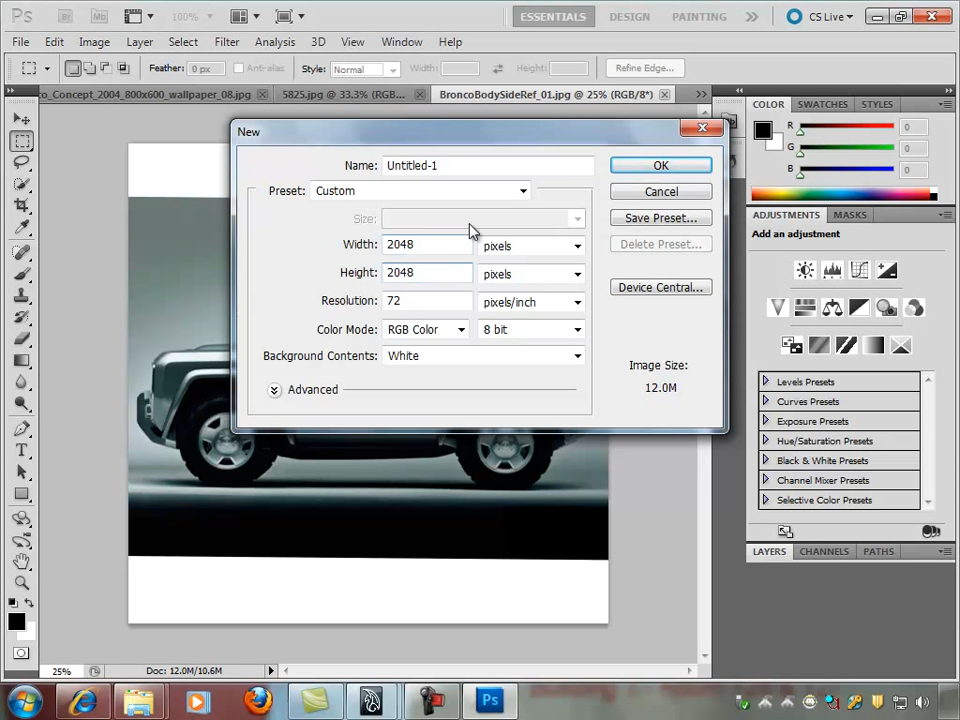 Ps Br Mb 100% ESSENTIALS DESIGN PAINTING CS Live
File Edit Image Layer Select Filter Analysis 3D View Window Help
Feather: 0 px Anti-alias Style: Normal Width: Height: Refine Edge...
co_Concept_2004_800x600_wallpaper_08.jpg 5825.jpg @ 33.3% (RGB... BroncoBodySideRef_01.jpg @ 25% (RGB/8*)
New
Name: Untitled-1 OK
Preset: Custom Cancel
Size: Save Preset...
Width: 2048 pixels Delete Preset...
Height: 2048 pixels Device Central...
Resolution: 72 pixels/inch
Color Mode: RGB Color 8 bit
Background Contents: White
Image Size:
12.0M
Advanced
COLOR SWATCHES STYLES
R 0
G 0
B 0
ADJUSTMENTS MASKS
Add an adjustment
Levels Presets
Curves Presets
Exposure Presets
Hue/Saturation Presets
Black & White Presets
Channel Mixer Presets
Selective Color Presets
LAYERS CHANNELS PATHS
25% Doc: 12.0M/10.6M
Ps